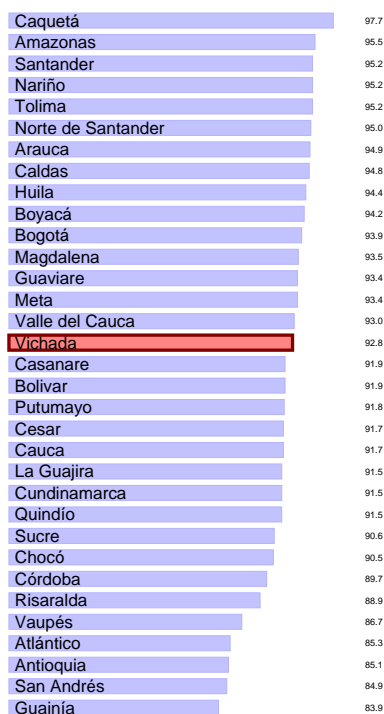 Caquetá 97.7
Amazonas 95.5
Santander 95.2
Nariño 95.2
Tolima 95.2
Norte de Santander 95.0
Arauca 94.9
Caldas 94.8
Huila 94.4
Boyacá 94.2
Bogotá 93.9
Magdalena 93.5
Guaviare 93.4
Meta 93.4
Valle del Cauca 93.0
Vichada 92.8
Casanare 91.9
Bolivar 91.9
Putumayo 91.8
Cesar 91.7
Cauca 91.7
La Guajira 91.5
Cundinamarca 91.5
Quindío 91.5
Sucre 90.6
Chocó 90.5
Córdoba 89.7
Risaralda 88.9
Vaupés 86.7
Atlántico 85.3
Antioquia 85.1
San Andrés 84.9
Guainía 83.9